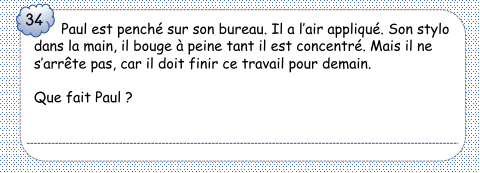 34
Paul est penché sur son bureau. Il a l'air appliqué. Son stylo
dans la main, il bouge à peine tant il est concentré. Mais il ne
s'arrête pas, car il doit finir ce travail pour demain.
Que fait Paul ?